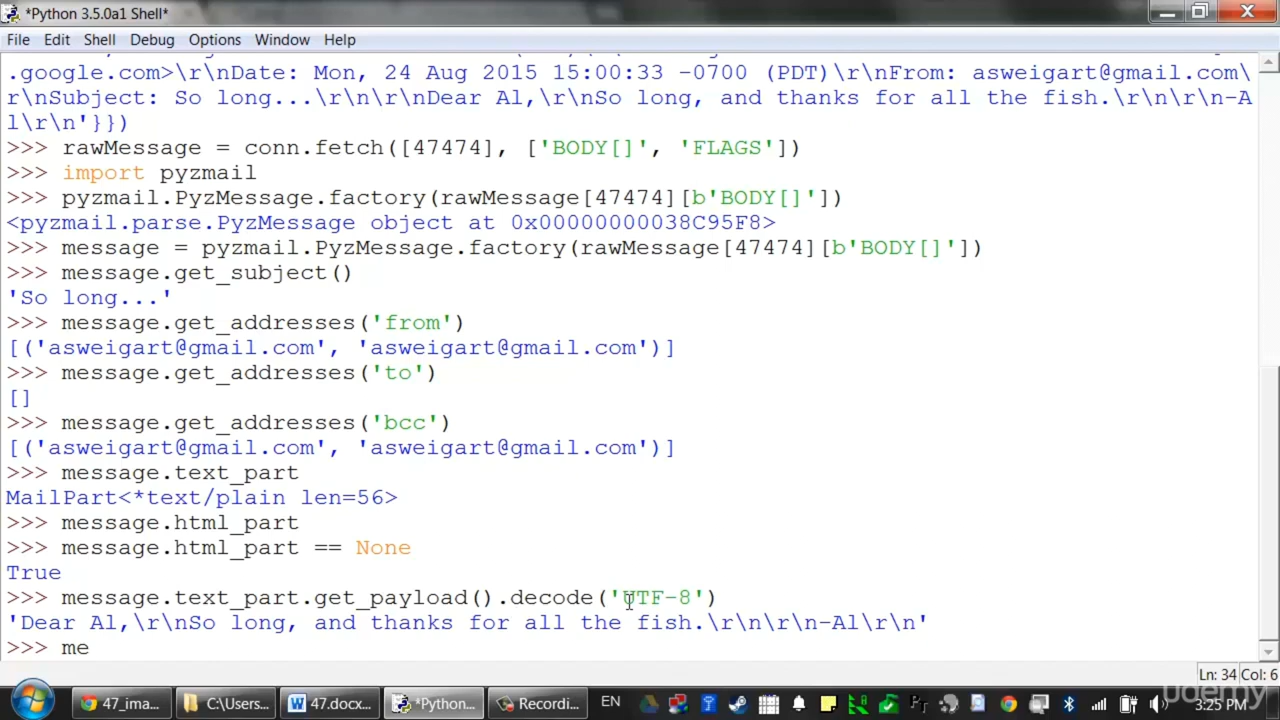 *Python 3.5.0a1 Shell*
File Edit Shell Debug Options Window Help
.google.com>\r\nDate: Mon, 24 Aug 2015 15:00:33 -0700 (PDT)\r\nFrom: asweigart@gmail.com\
r\nSubject: So long...\r\n\r\nDear Al,\r\nSo long, and thanks for all the fish.\r\n\r\n-A
l\r\n'}})
>>> rawMessage = conn.fetch([47474], ['BODY[]', 'FLAGS'])
>>> import pyzmail
>>> pyzmail.PyzMessage.factory(rawMessage[47474][b'BODY[]'])
<pyzmail.parse.PyzMessage object at 0x00000000038C95F8>
>>> message = pyzmail.PyzMessage.factory(rawMessage[47474][b'BODY[]'])
>>> message.get_subject()
'So long...'
>>> message.get_addresses('from')
[('asweigart@gmail.com', 'asweigart@gmail.com')]
>>> message.get_addresses('to')
[]
>>> message.get_addresses('bcc')
[('asweigart@gmail.com', 'asweigart@gmail.com')]
>>> message.text_part
MailPart<*text/plain len=56>
>>> message.html_part
>>> message.html_part == None
True
>>> message.text_part.get_payload().decode('UTF-8')
'Dear Al,\r\nSo long, and thanks for all the fish.\r\n\r\n-Al\r\n'
>>> me
Ln: 34 Col: 6
47_ima... C:\Users... 47.docx... *Python... Recordi... EN 3:25 PM
udemy